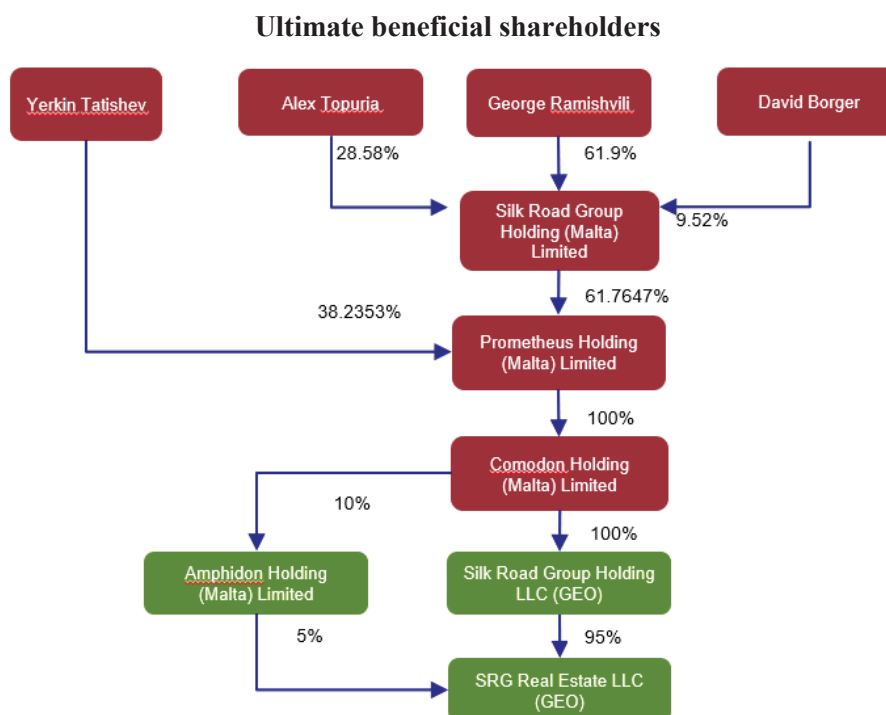 Ultimate beneficial shareholders
Yerkin Tatishev
Alex Topuria
George Ramishvili
David Borger
28.58%
61.9%
Silk Road Group
Holding (Malta)
Limited
9.52%
61.7647%
38.2353%
Prometheus Holding
(Malta) Limited
100%
Comodon Holding
(Malta) Limited
10%
100%
Amphidon Holding
(Malta) Limited
Silk Road Group Holding
LLC (GEO)
5%
95%
SRG Real Estate LLC
(GEO)